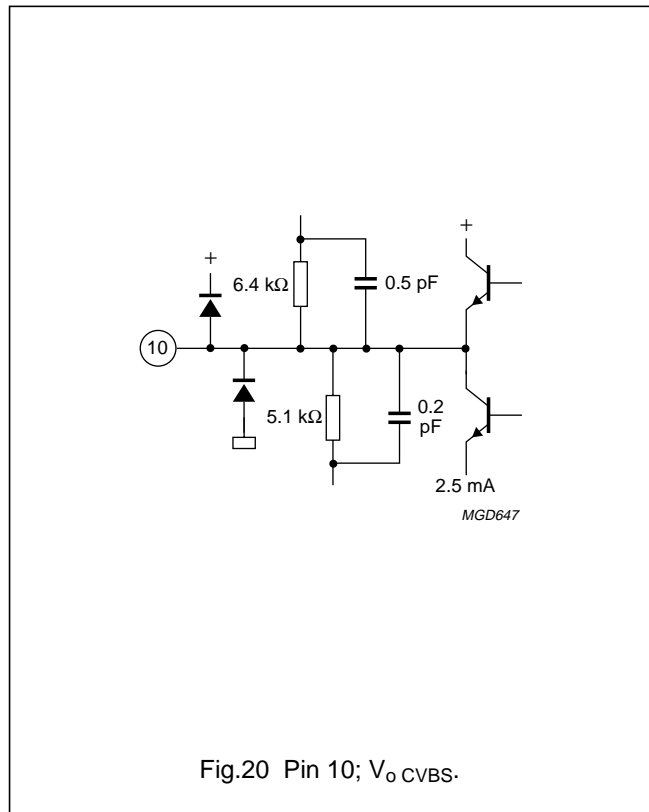 +
+
6.4 kΩ
0.5 pF
10
5.1 kΩ
0.2
pF
2.5 mA
MGD647
Fig.20 Pin 10; Vo CVBS.